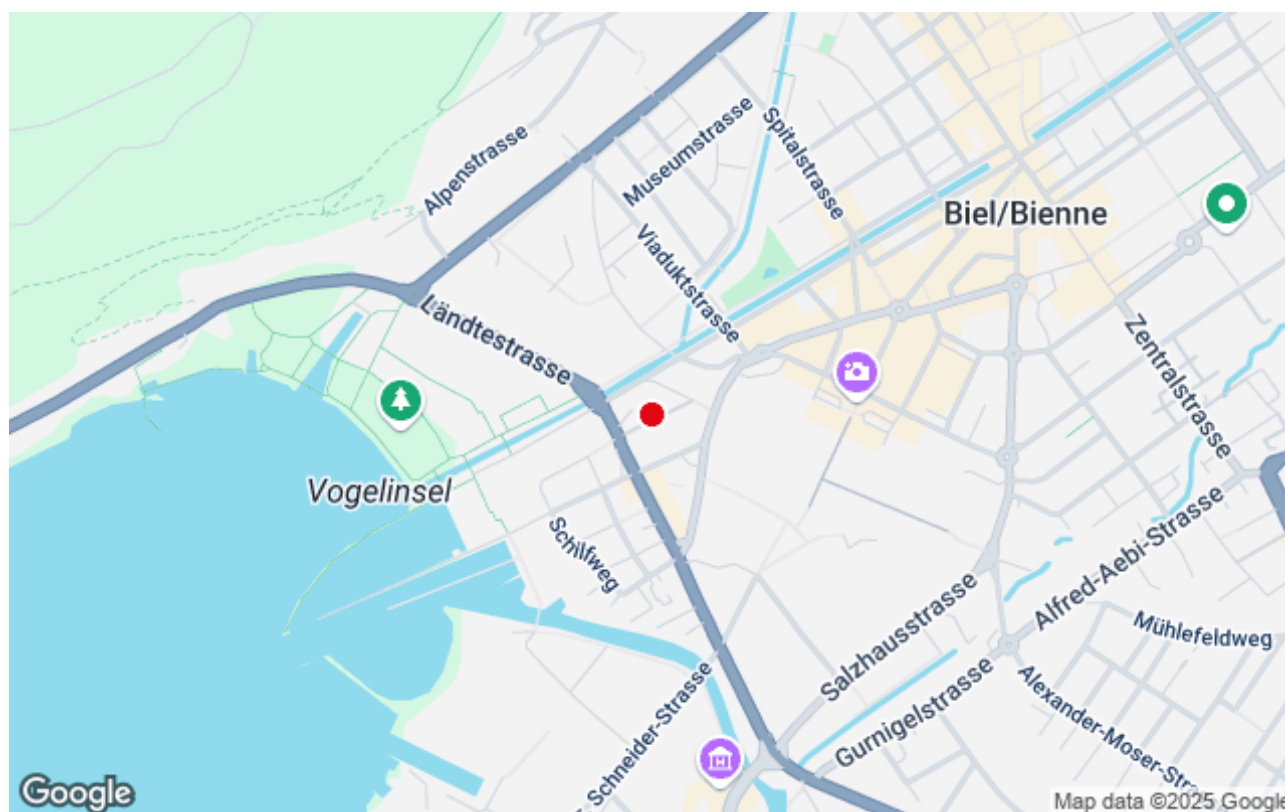 Alpenstrasse
Museumstrasse
Spitalstrasse
Biel/Bienne
Viaduktstrasse
Ländtestrasse
Zentralstrasse
Vogelinsel
Schilfweg
Alfred-Aebi-Strasse
Mühlefeldweg
Salzhausstrasse
Gurnigelstrasse
Alexander-Moser-Stra
-Schneider-Strasse
Google
Map data ©2025 Google